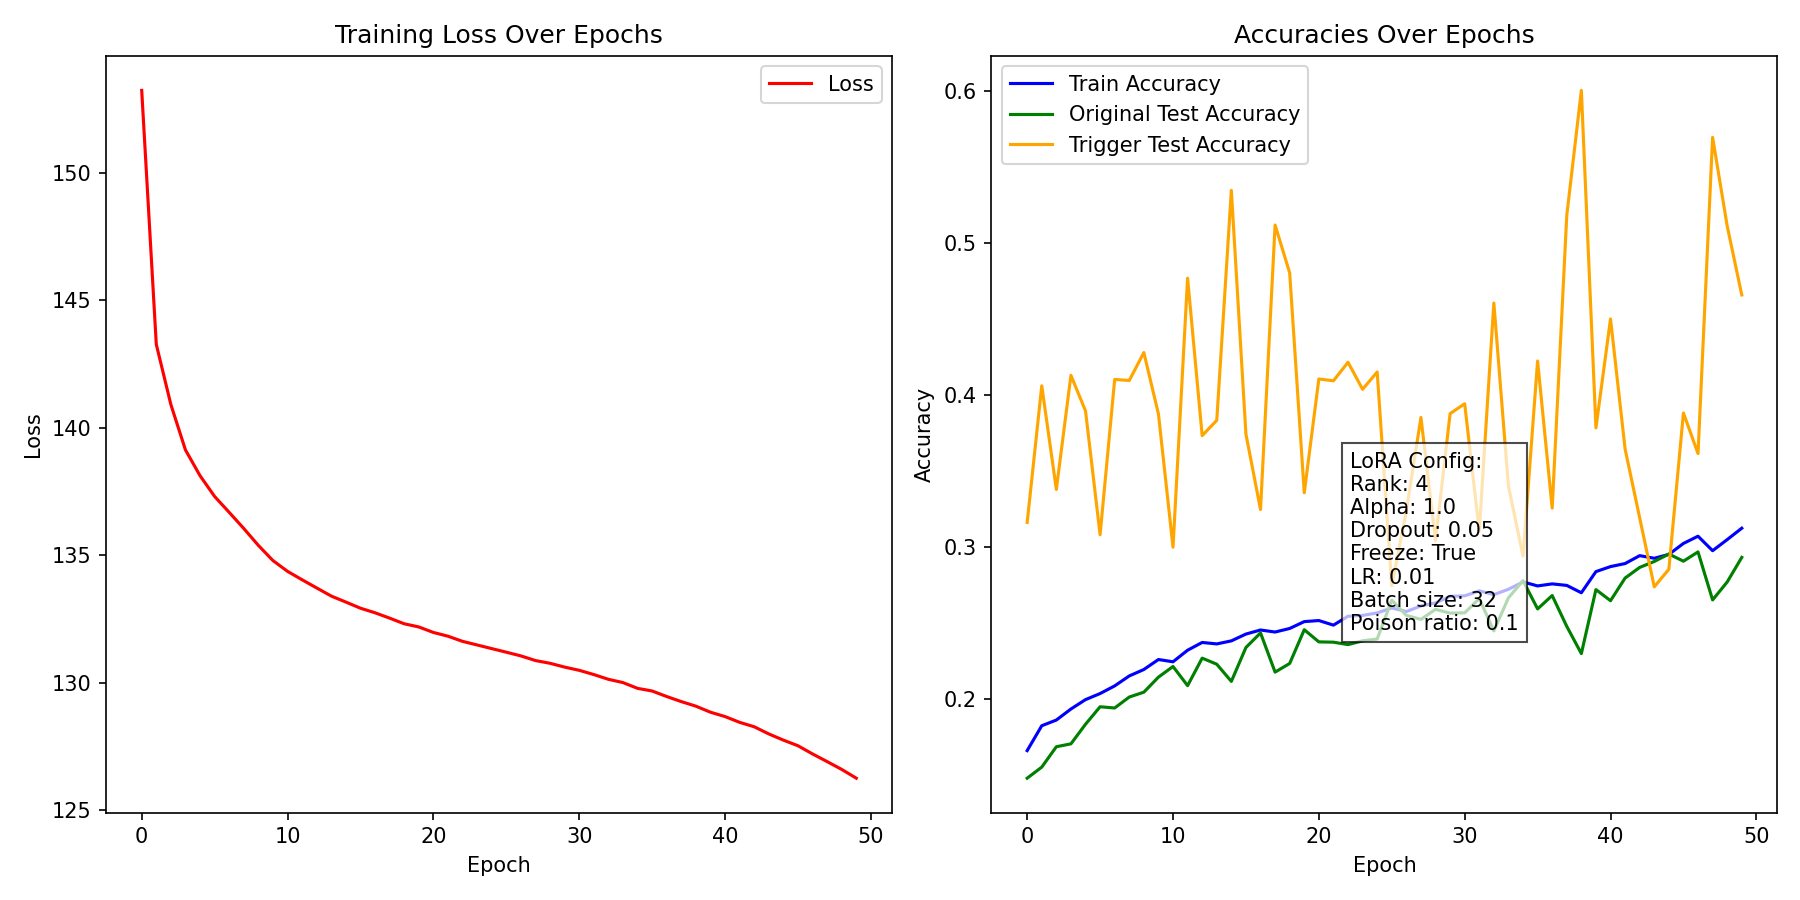 Training Loss Over Epochs
Loss
150
145
140
135
130
125
Loss
0
10
20
30
40
50
Epoch
Accuracies Over Epochs
Train Accuracy
Original Test Accuracy
Trigger Test Accuracy
0.6
0.5
0.4
0.3
0.2
Accuracy
LoRA Config:
Rank: 4
Alpha: 1.0
Dropout: 0.05
Freeze: True
LR: 0.01
Batch size: 32
Poison ratio: 0.1
0
10
20
30
40
50
Epoch